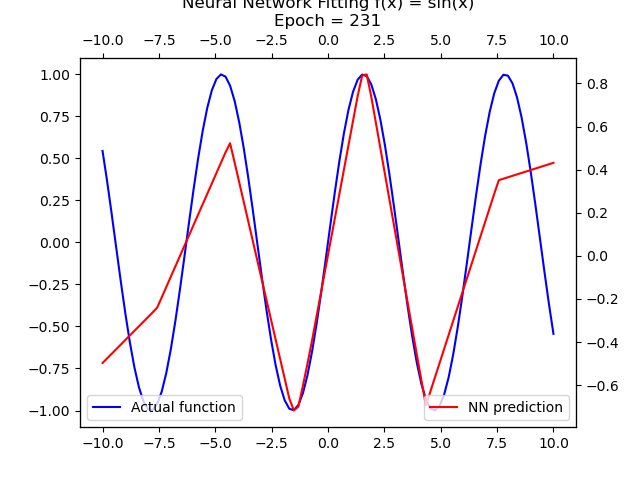 Neural Network Fitting f(x) = sin(x)
Epoch = 231
−10.0 −7.5 −5.0 −2.5 0.0 2.5 5.0 7.5 10.0
1.00
0.75
0.50
0.25
0.00
−0.25
−0.50
−0.75
−1.00
0.8
0.6
0.4
0.2
0.0
−0.2
−0.4
−0.6
Actual function
NN prediction
−10.0 −7.5 −5.0 −2.5 0.0 2.5 5.0 7.5 10.0